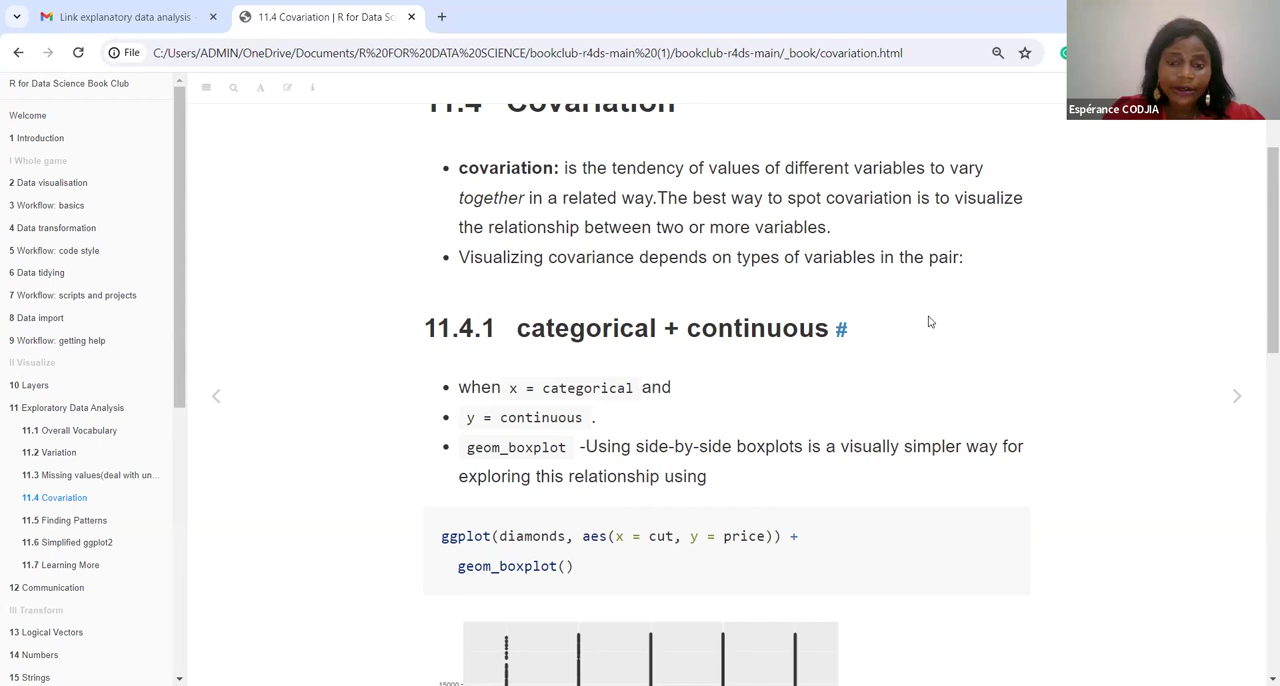 Link explanatory data analysis
11.4 Covariation | R for Data Sc
File
C:/Users/ADMIN/OneDrive/Documents/R%20FOR%20DATA%20SCIENCE/bookclub-r4ds-main%20(1)/bookclub-r4ds-main/_book/covariation.html
Espérance CODJIA
R for Data Science Book Club
Welcome
1 Introduction
I Whole game
2 Data visualisation
3 Workflow: basics
4 Data transformation
5 Workflow: code style
6 Data tidying
7 Workflow: scripts and projects
8 Data import
9 Workflow: getting help
II Visualize
10 Layers
11 Exploratory Data Analysis
11.1 Overall Vocabulary
11.2 Variation
11.3 Missing values(deal with un...
11.4 Covariation
11.5 Finding Patterns
11.6 Simplified ggplot2
11.7 Learning More
12 Communication
III Transform
13 Logical Vectors
14 Numbers
15 Strings
A
i
11.4 Covariation
• covariation: is the tendency of values of different variables to vary
together in a related way.The best way to spot covariation is to visualize
the relationship between two or more variables.
• Visualizing covariance depends on types of variables in the pair:
11.4.1 categorical + continuous #
• when x = categorical and
• y = continuous .
• geom_boxplot -Using side-by-side boxplots is a visually simpler way for
exploring this relationship using
ggplot(diamonds, aes(x = cut, y = price)) +
geom_boxplot()
15000